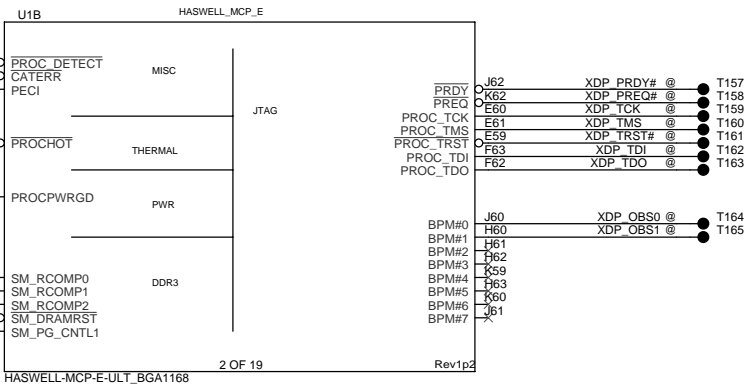 U1B HASWELL_MCP_E
PROC_DETECT
CATERR
PECI
PROCHOT
PROCPWRGD
SM_RCOMP0
SM_RCOMP1
SM_RCOMP2
SM_DRAMRST
SM_PG_CNTL1
MISC
THERMAL
PWR
DDR3
JTAG
PRDY J62 XDP_PRDY# @ T157
PREQ K62 XDP_PREQ# @ T158
PROC_TCK E60 XDP_TCK @ T159
PROC_TMS E61 XDP_TMS @ T160
PROC_TRST E59 XDP_TRST# @ T161
PROC_TDI F63 XDP_TDI @ T162
PROC_TDO F62 XDP_TDO @ T163
BPM#0 J60 XDP_OBS0 @ T164
BPM#1 H60 XDP_OBS1 @ T165
BPM#2 H61
BPM#3 H62
BPM#4 K59
BPM#5 H63
BPM#6 K60
BPM#7 J61
2 OF 19 Rev1p2
HASWELL-MCP-E-ULT_BGA1168